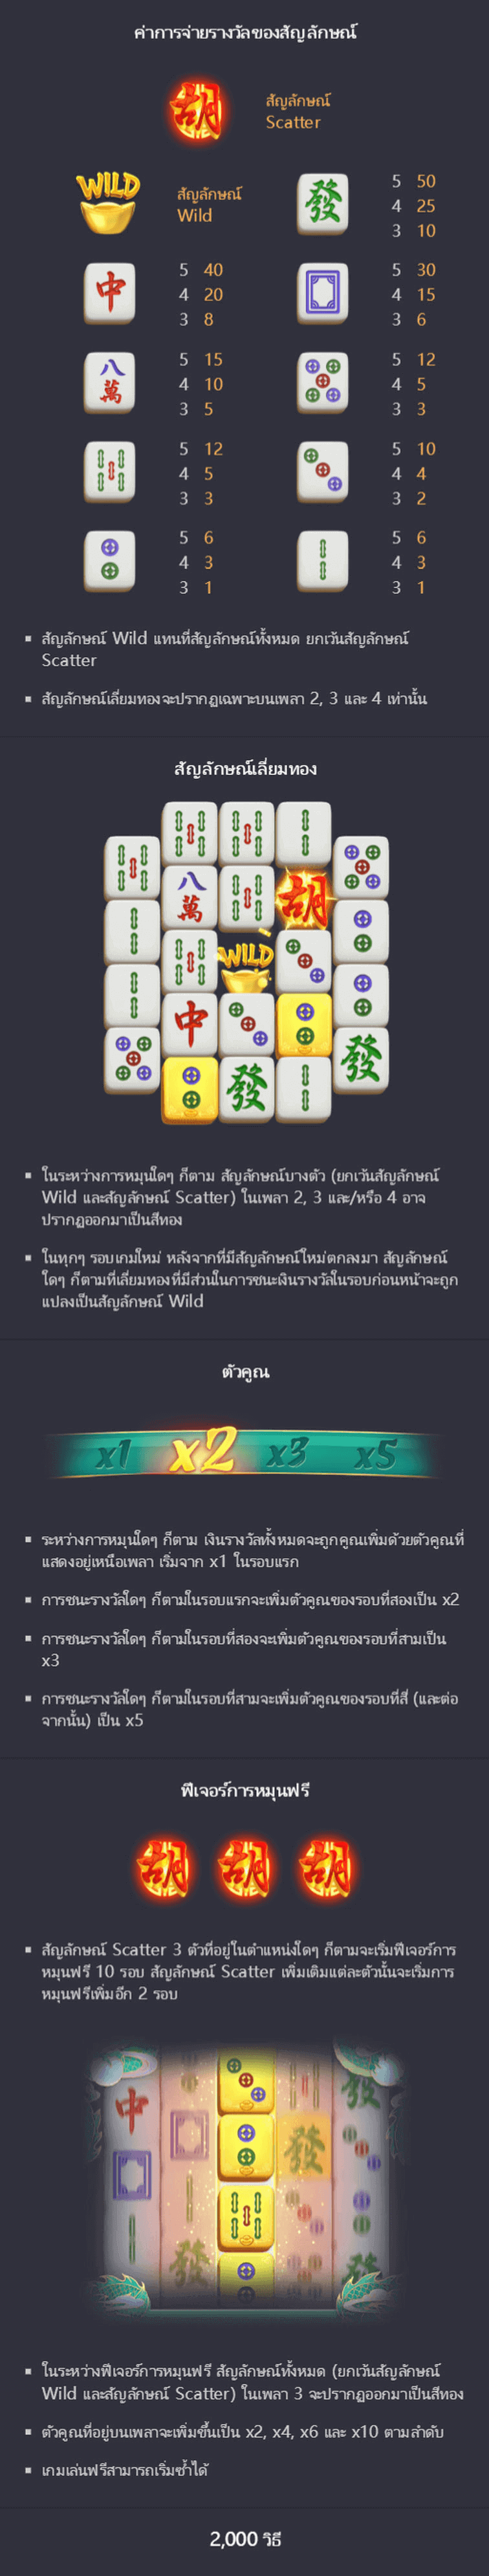 ค่าการจ่ายรางวัลของสัญลักษณ์
胡
สัญลักษณ์
Scatter
WILD
สัญลักษณ์
Wild
發
5 50
4 25
3 10
中
5 40
4 20
3 8
5 30
4 15
3 6
八
萬
5 15
4 10
3 5
5 12
4 5
3 3
5 12
4 5
3 3
5 10
4 4
3 2
5 6
4 3
3 1
5 6
4 3
3 1
▪ สัญลักษณ์ Wild แทนที่สัญลักษณ์ทั้งหมด ยกเว้นสัญลักษณ์
Scatter
▪ สัญลักษณ์เลี่ยมทองจะปรากฏเฉพาะบนเพลา 2, 3 และ 4 เท่านั้น
สัญลักษณ์เลี่ยมทอง
八
萬
胡
WILD
中
發
發
▪ ในระหว่างการหมุนใดๆ ก็ตาม สัญลักษณ์บางตัว (ยกเว้นสัญลักษณ์
Wild และสัญลักษณ์ Scatter) ในเพลา 2, 3 และ/หรือ 4 อาจ
ปรากฏออกมาเป็นสีทอง
▪ ในทุกๆ รอบเกมใหม่ หลังจากที่มีสัญลักษณ์ใหม่ตกลงมา สัญลักษณ์
ใดๆ ก็ตามที่เลี่ยมทองที่มีส่วนในการชนะเงินรางวัลในรอบก่อนหน้าจะถูก
แปลงเป็นสัญลักษณ์ Wild
ตัวคูณ
x1 x2 x3 x5
▪ ระหว่างการหมุนใดๆ ก็ตาม เงินรางวัลทั้งหมดจะถูกคูณเพิ่มด้วยตัวคูณที่
แสดงอยู่เหนือเพลา เริ่มจาก x1 ในรอบแรก
▪ การชนะรางวัลใดๆ ก็ตามในรอบแรกจะเพิ่มตัวคูณของรอบที่สองเป็น x2
▪ การชนะรางวัลใดๆ ก็ตามในรอบที่สองจะเพิ่มตัวคูณของรอบที่สามเป็น
x3
▪ การชนะรางวัลใดๆ ก็ตามในรอบที่สามจะเพิ่มตัวคูณของรอบที่สี่ (และต่อ
จากนั้น) เป็น x5
ฟีเจอร์การหมุนฟรี
胡 胡 胡
▪ สัญลักษณ์ Scatter 3 ตัวที่อยู่ในตำแหน่งใดๆ ก็ตามจะเริ่มฟีเจอร์การ
หมุนฟรี 10 รอบ สัญลักษณ์ Scatter เพิ่มเติมแต่ละตัวนั้นจะเริ่มการ
หมุนฟรีเพิ่มอีก 2 รอบ
中
發
發
發
▪ ในระหว่างฟีเจอร์การหมุนฟรี สัญลักษณ์ทั้งหมด (ยกเว้นสัญลักษณ์
Wild และสัญลักษณ์ Scatter) ในเพลา 3 จะปรากฏออกมาเป็นสีทอง
▪ ตัวคูณที่อยู่บนเพลาจะเพิ่มขึ้นเป็น x2, x4, x6 และ x10 ตามลำดับ
▪ เกมเล่นฟรีสามารถเริ่มซ้ำได้
2,000 วิธี